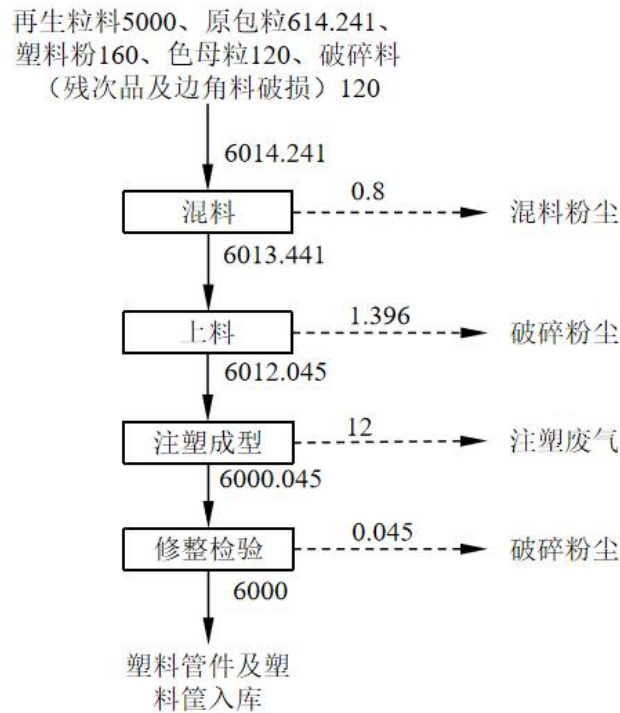 再生粒料5000、原包粒614.241、
塑料粉160、色母粒120、破碎料
（残次品及边角料破损）120
6014.241
混料
0.8
混料粉尘
6013.441
上料
1.396
破碎粉尘
6012.045
注塑成型
12
注塑废气
6000.045
修整检验
0.045
破碎粉尘
6000
塑料管件及塑
料筐入库